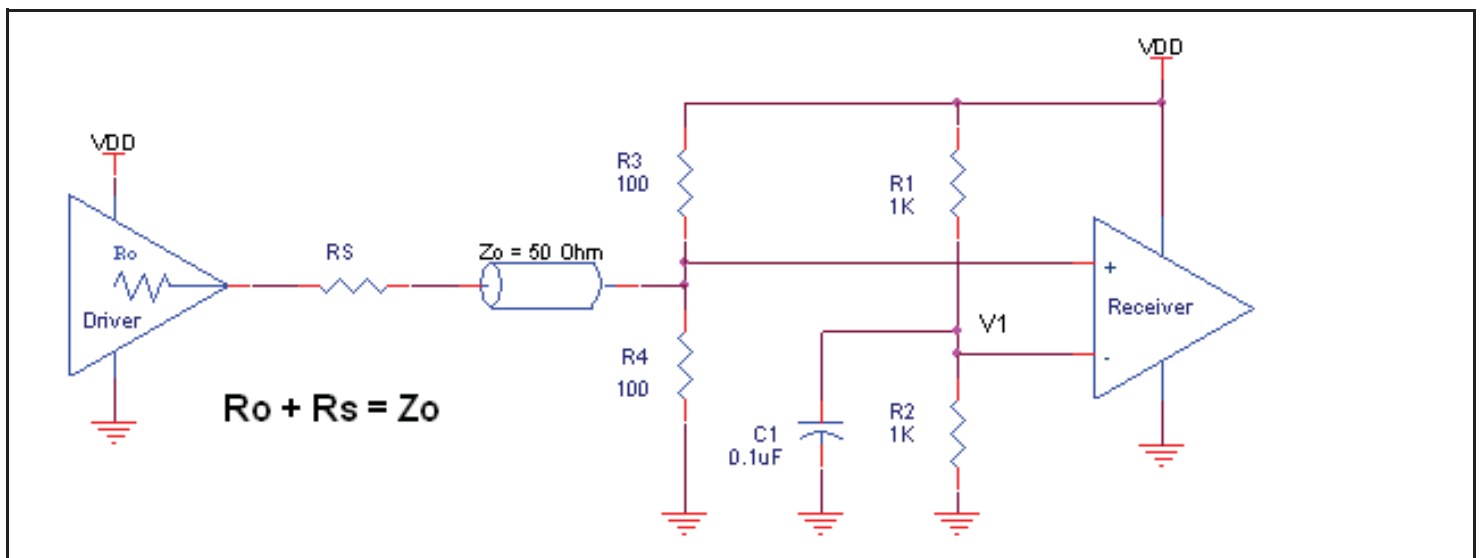 VDD
VDD
R3
100
R1
1K
Ro
RS
Zo = 50 Ohm
+
Driver
Receiver
V1
R4
100
-
Ro + Rs = Zo
C1
0.1uF
R2
1K